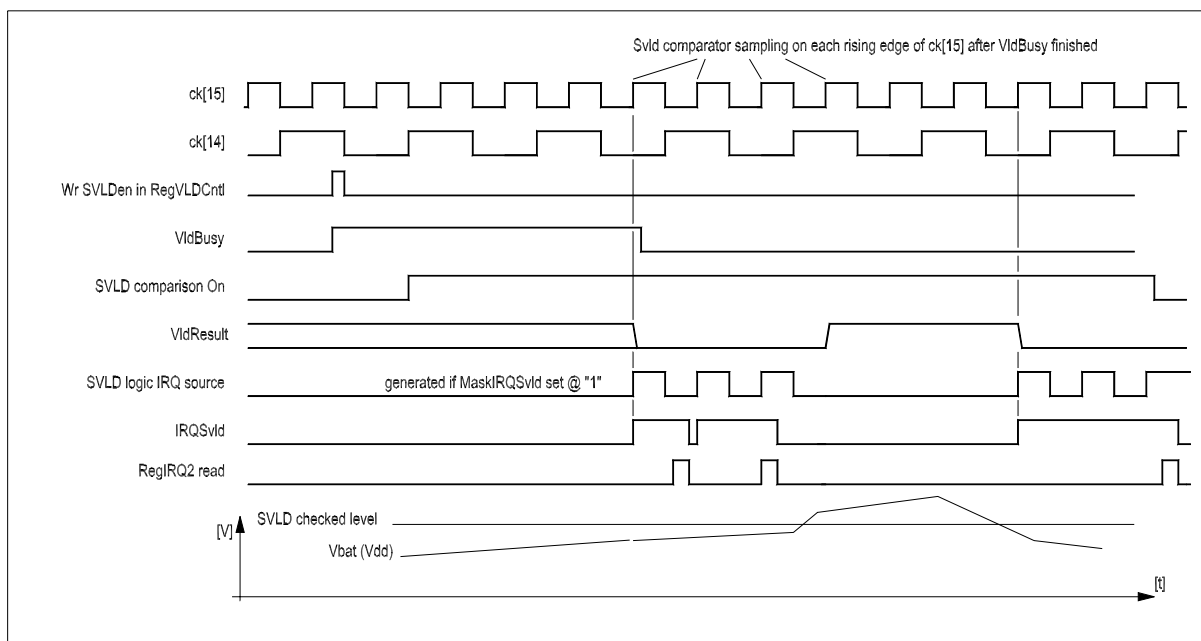 Svld comparator sampling on each rising edge of ck[15] after VldBusy finished
ck[15]
ck[14]
Wr SVLDen in RegVLDCntl
VldBusy
SVLD comparison On
VldResult
SVLD logic IRQ source
generated if MaskIRQSvld set @ "1"
IRQSvld
RegIRQ2 read
[V]
SVLD checked level
Vbat (Vdd)
[t]